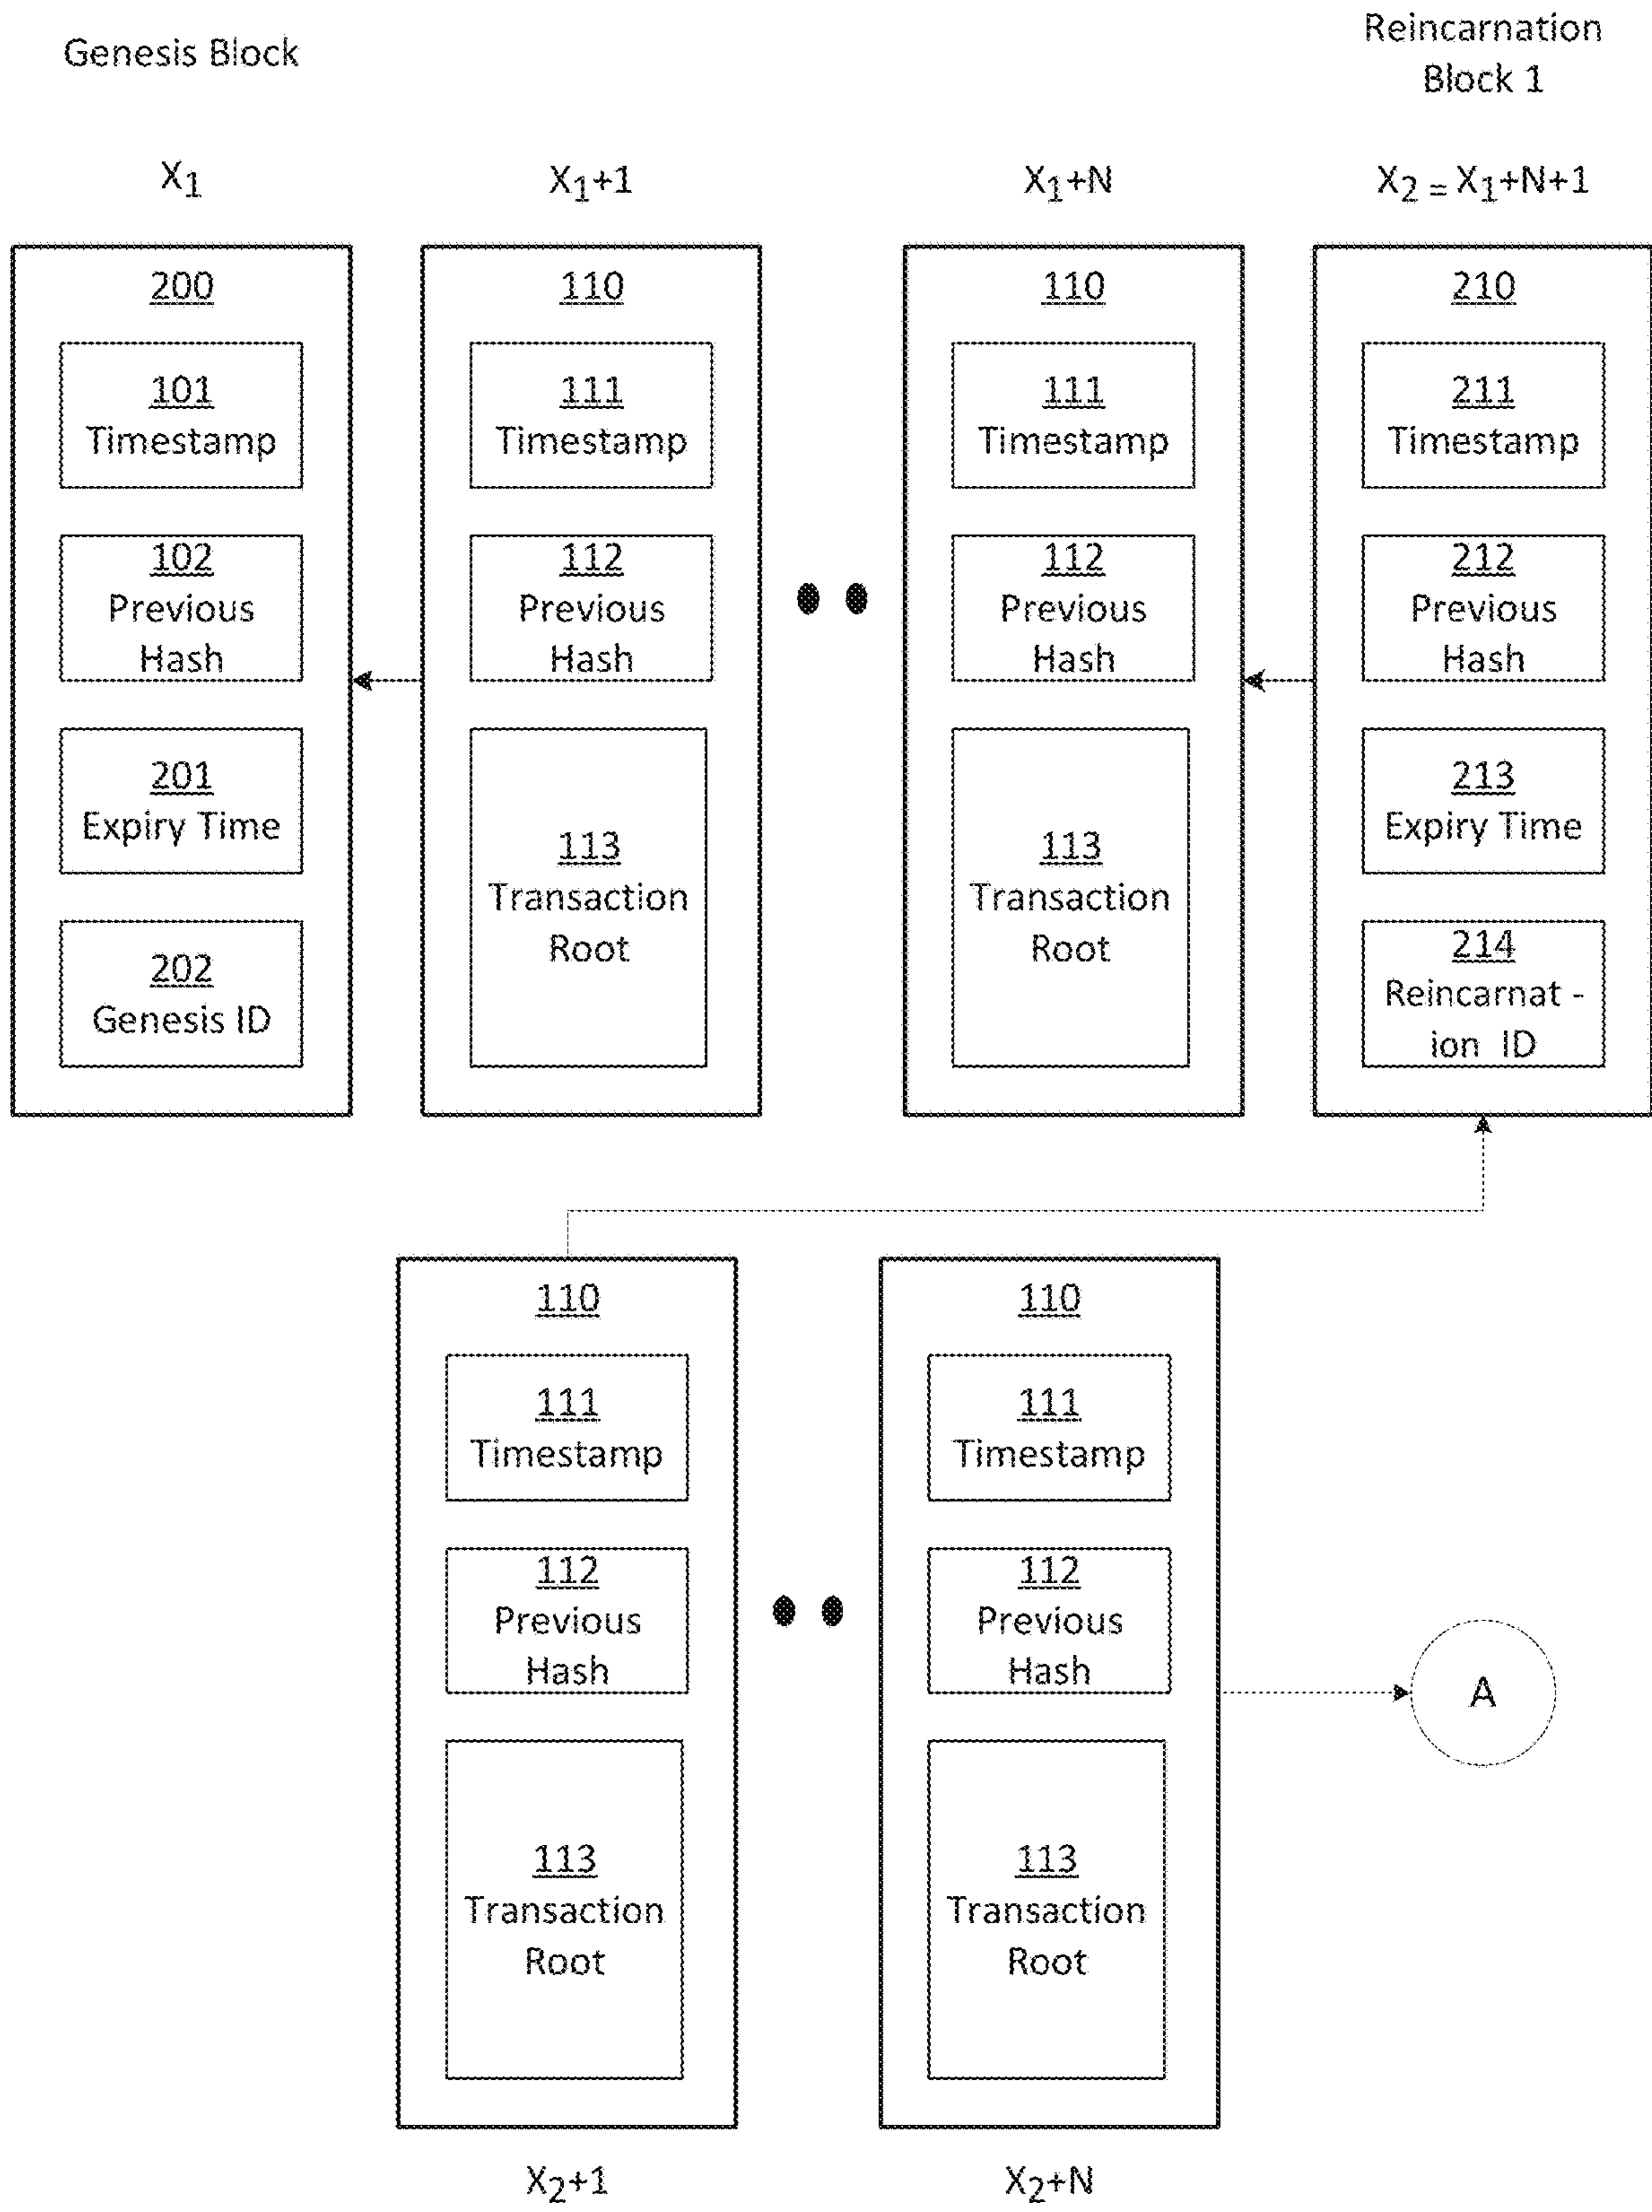 Genesis Block
Reincarnation
Block 1
X1
X1+1
X1+N
X2 = X1+N+1
200
101
Timestamp
102
Previous
Hash
201
Expiry Time
202
Genesis ID
110
111
Timestamp
112
Previous
Hash
113
Transaction
Root
110
111
Timestamp
112
Previous
Hash
113
Transaction
Root
210
211
Timestamp
212
Previous
Hash
213
Expiry Time
214
Reincarnat -
ion ID
110
111
Timestamp
112
Previous
Hash
113
Transaction
Root
X2+1
110
111
Timestamp
112
Previous
Hash
113
Transaction
Root
X2+N
A